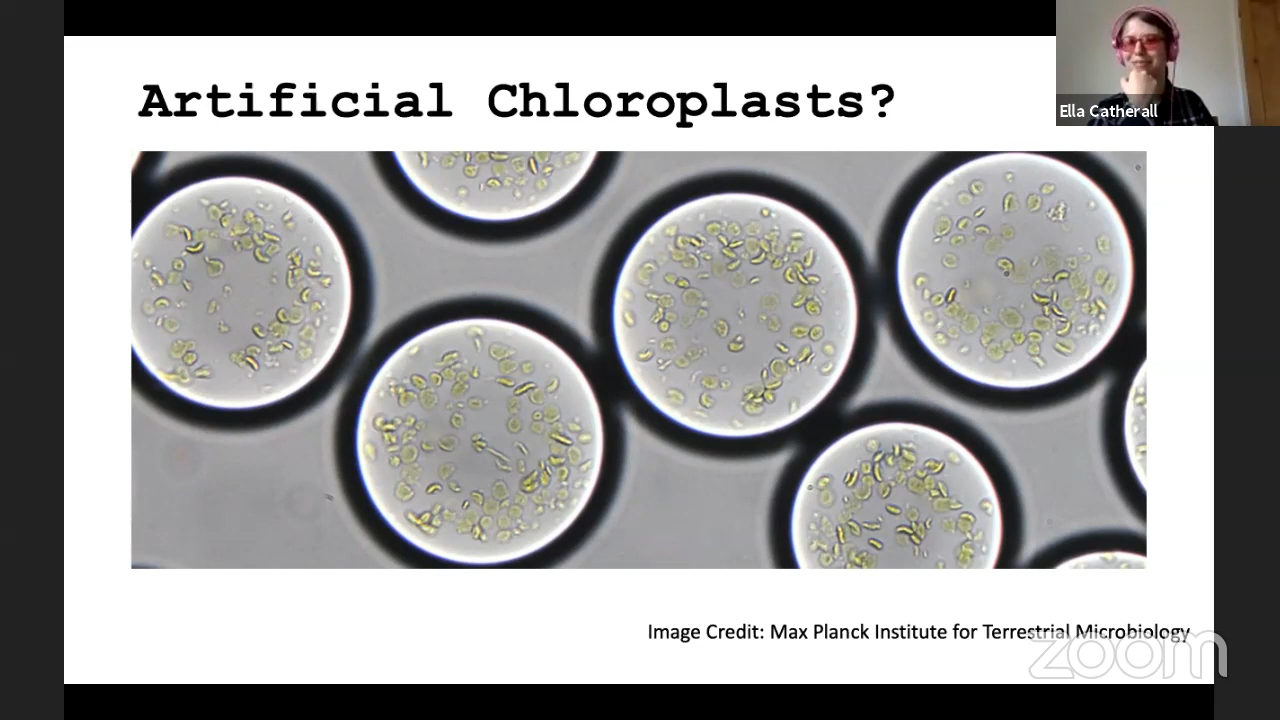 Artificial Chloroplasts?
Ella Catherall
Image Credit: Max Planck Institute for Terrestrial Microbiology
zoom